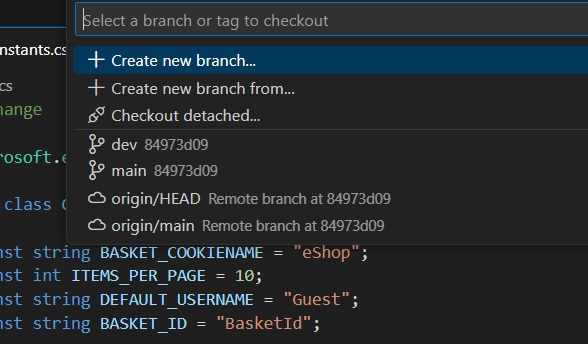 Select a branch or tag to checkout
nstants.cs
Create new branch...
cs
Create new branch from...
ange
Checkout detached...
dev 84973d09
rosoft.e
main 84973d09
origin/HEAD Remote branch at 84973d09
class
origin/main Remote branch at 84973d09
nst string BASKET_COOKIENAME = "eShop";
nst int ITEMS_PER_PAGE = 10;
nst string DEFAULT_USERNAME = "Guest";
nst string BASKET_ID = "BasketId";